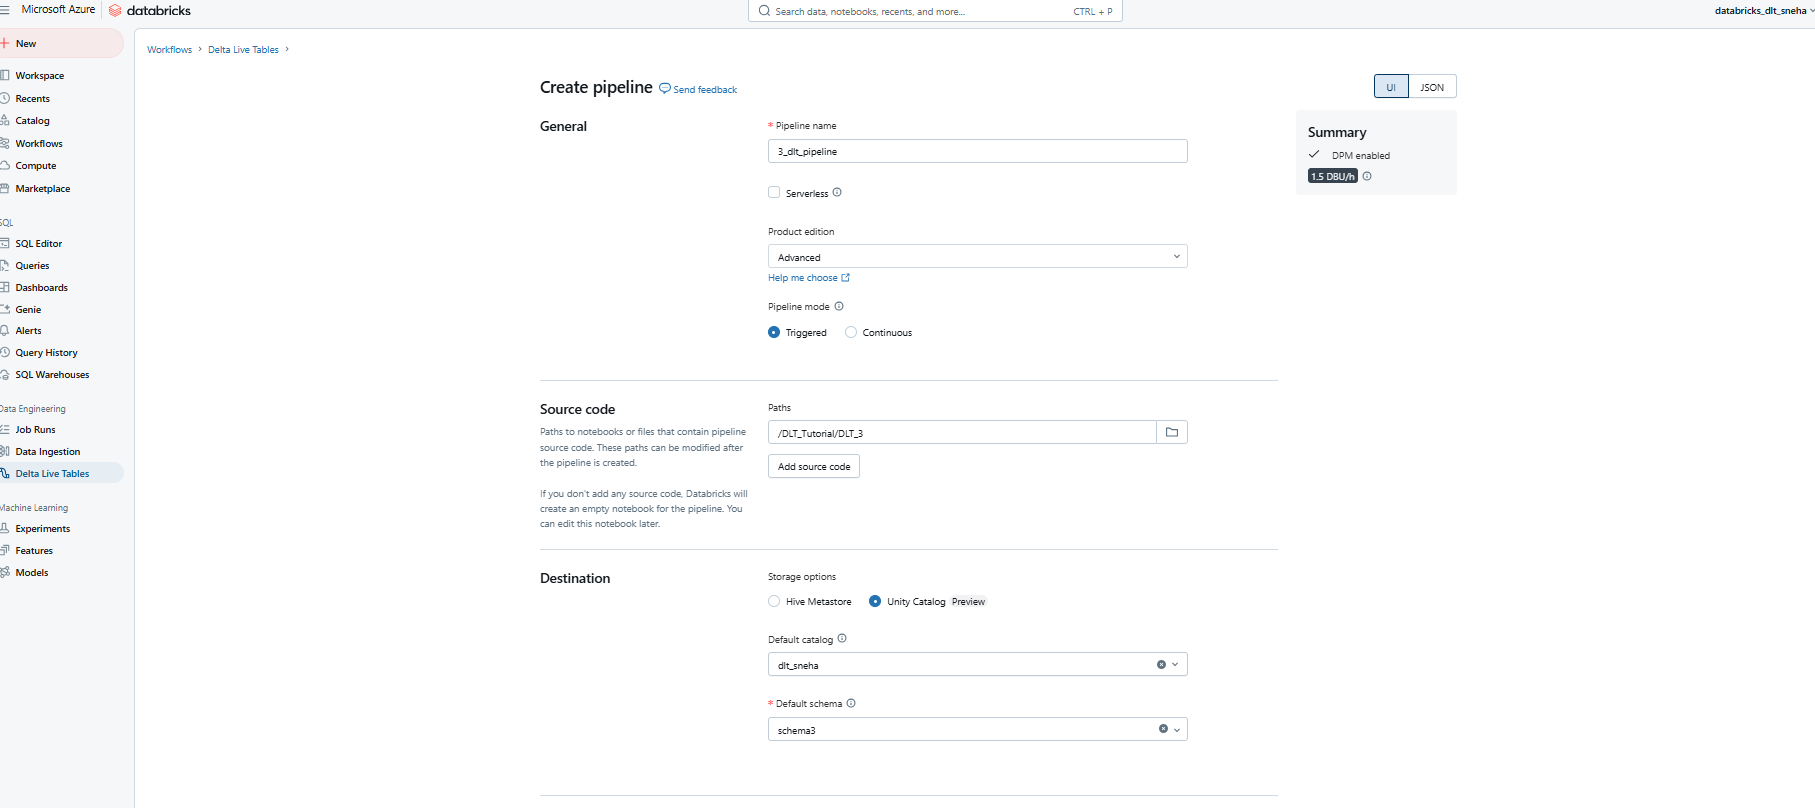 Microsoft Azure databricks
Search data, notebooks, recents, and more... CTRL + P
databricks_dlt_sneha
New
Workspace
Recents
Catalog
Workflows
Compute
Marketplace
SQL
SQL Editor
Queries
Dashboards
Genie
Alerts
Query History
SQL Warehouses
Data Engineering
Job Runs
Data Ingestion
Delta Live Tables
Machine Learning
Experiments
Features
Models
Workflows > Delta Live Tables >
Create pipeline Send feedback
UI JSON
General
* Pipeline name
3_dlt_pipeline
Serverless
Product edition
Advanced
Help me choose
Pipeline mode
Triggered Continuous
Summary
DPM enabled
1.5 DBU/h
Source code
Paths to notebooks or files that contain pipeline
source code. These paths can be modified after
the pipeline is created.
If you don't add any source code, Databricks will
create an empty notebook for the pipeline. You
can edit this notebook later.
Paths
/DLT_Tutorial/DLT_3
Add source code
Destination
Storage options
Hive Metastore Unity Catalog Preview
Default catalog
dlt_sneha
* Default schema
schema3